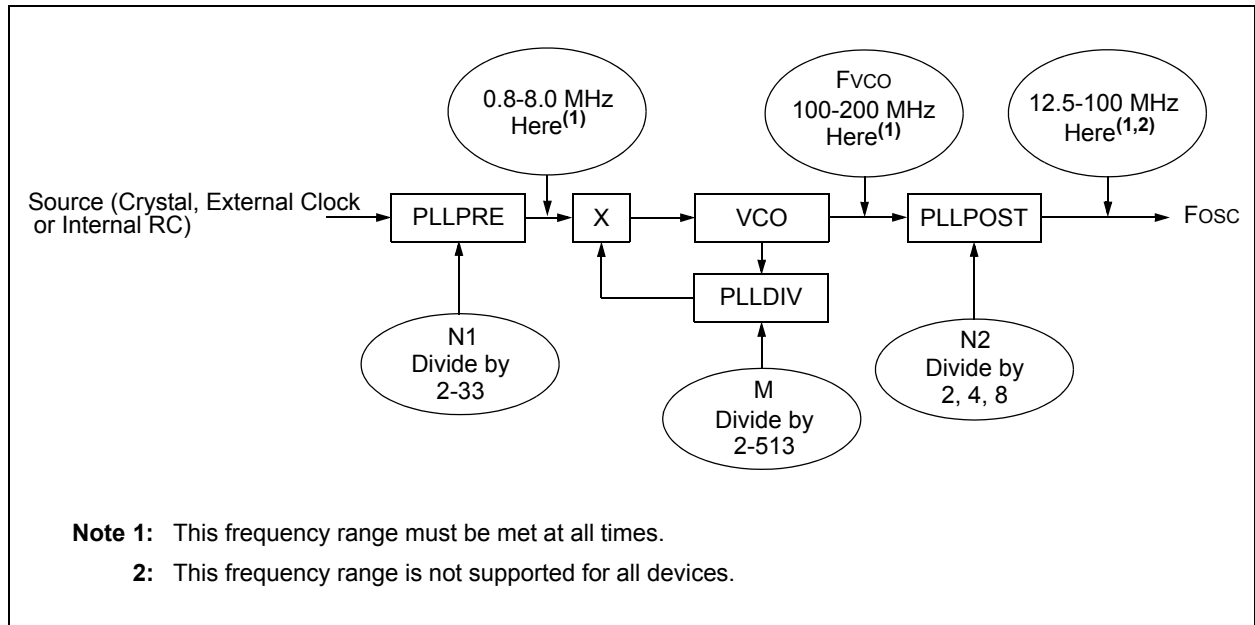 0.8-8.0 MHz
Here(1)
FVCO
100-200 MHz
Here(1)
12.5-100 MHz
Here(1,2)
Source (Crystal, External Clock
or Internal RC)
PLLPRE
X
VCO
PLLPOST
FOSC
PLLDIV
N1
Divide by
2-33
M
Divide by
2-513
N2
Divide by
2, 4, 8
Note 1: This frequency range must be met at all times.
2: This frequency range is not supported for all devices.